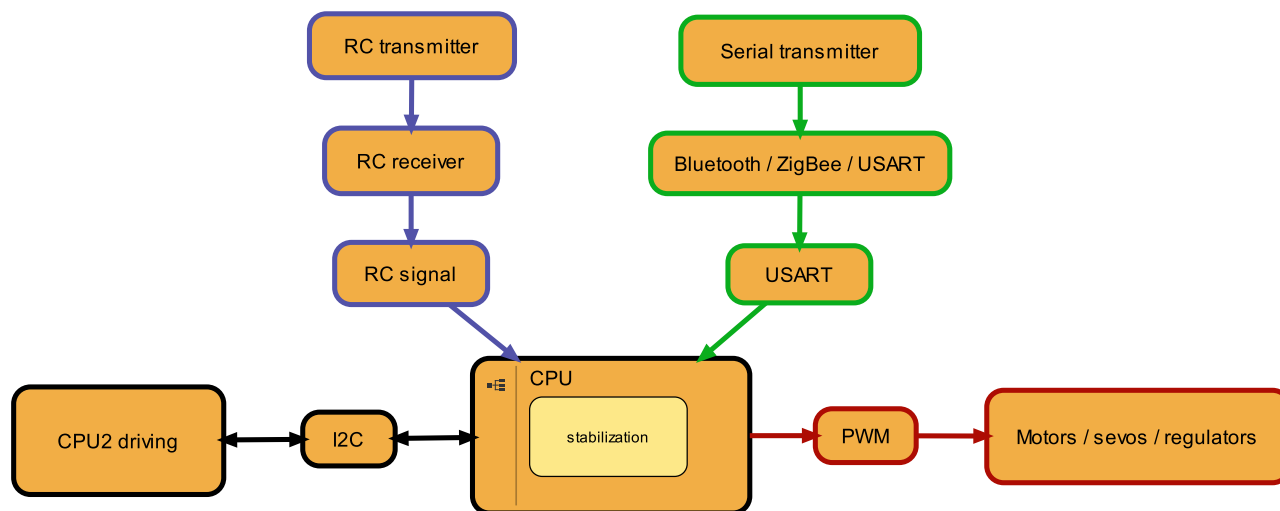 RC transmitter
Serial transmitter
RC receiver
Bluetooth / ZigBee / USART
RC signal
USART
CPU
CPU2 driving
I2C
stabilization
PWM
Motors / sevos / regulators